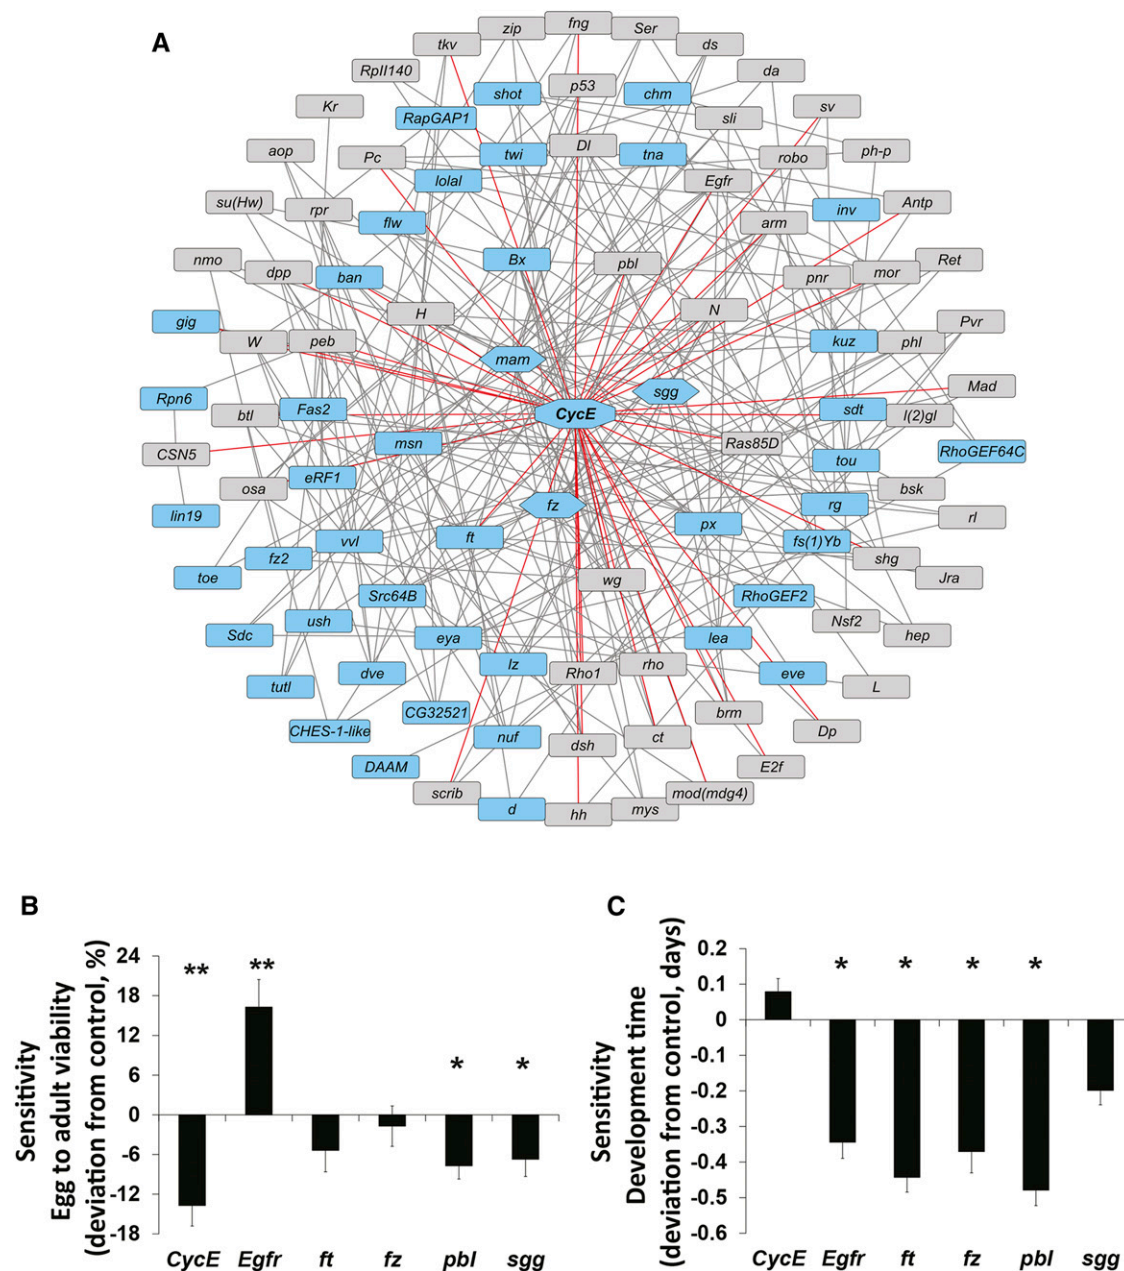 A
fng
zip
Ser
tkv
ds
RpII140
da
p53
shot
chm
Kr
RapGAP1
sli
sv
aop
Pc
twi
Dl
tna
robo
ph-p
lolal
Egfr
su(Hw)
rpr
flw
arm
inv
Antp
nmo
dpp
ban
Bx
pbl
pnr
mor
Ret
gig
H
N
W
peb
mam
kuz
phl
Pvr
Rpn6
sgg
Mad
btl
Fas2
CycE
sdt
l(2)gl
CSN5
msn
Ras85D
RhoGEF64C
eRF1
tou
osa
bsk
lin19
fz
rg
rl
vvl
ft
px
fs(1)Yb
toe
fz2
shg
Jra
Src64B
wg
RhoGEF2
Sdc
ush
eya
lea
Nsf2
hep
tutl
dve
lz
Rho1
rho
eve
L
CHES-1-like
CG32521
nuf
dsh
ct
brm
Dp
DAAM
E2f
scrib
d
hh
mys
mod(mdg4)
B
Sensitivity
Egg to adult viability
(deviation from control, %)
24
18
12
6
0
-6
-12
-18
**
**
*
*
CycE Egfr ft fz pbl sgg
C
Sensitivity
Development time
(deviation from control, days)
0.2
0.1
0
-0.1
-0.2
-0.3
-0.4
-0.5
-0.6
* * * *
CycE Egfr ft fz pbl sgg